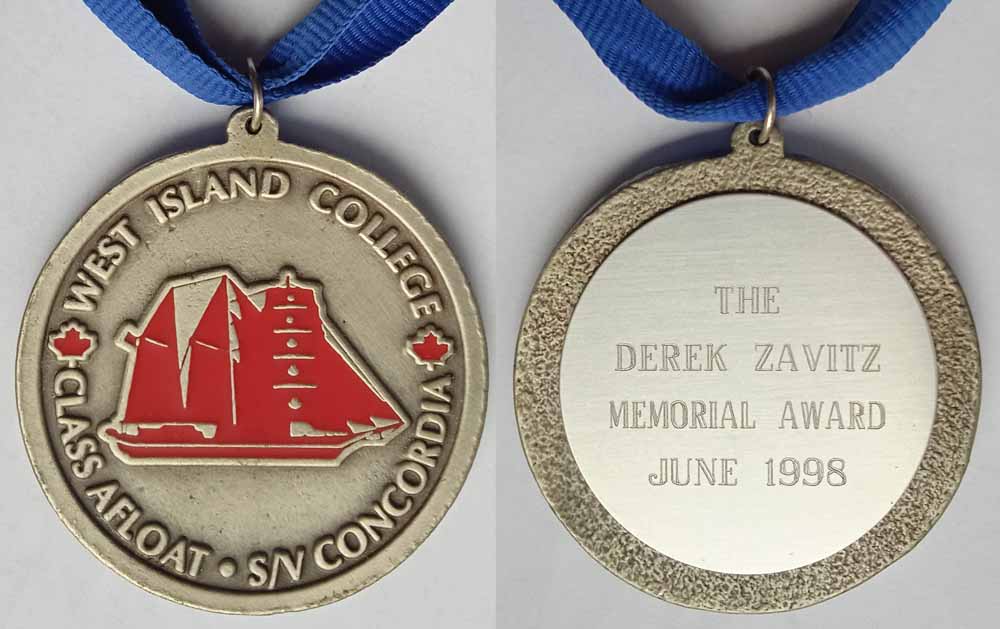 WEST ISLAND COLLEGE
CLASS AFLOAT • S/V CONCORDIA
THE
DEREK ZAVITZ
MEMORIAL AWARD
JUNE 1998